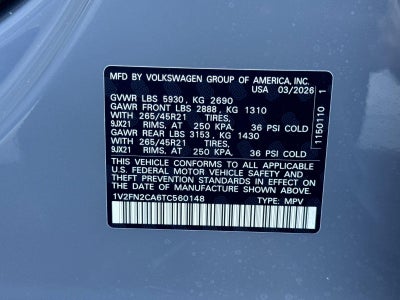 MFD BY VOLKSWAGEN GROUP OF AMERICA, INC.
USA 03/2026
GVWR LBS 5930, KG 2690
GAWR FRONT LBS 2888, KG 1310
WITH 265/45R21 TIRES,
9JX21 RIMS, AT 250 KPA, 36 PSI COLD
GAWR REAR LBS 3153, KG 1430
WITH 265/45R21 TIRES,
9JX21 RIMS, AT 250 KPA, 36 PSI COLD
THIS VEHICLE CONFORMS TO ALL APPLICABLE
U.S. FEDERAL MOTOR VEHICLE SAFETY AND
THEFT PREVENTION STANDARDS IN EFFECT ON
THE DATE OF MANUFACTURE SHOWN ABOVE.
1V2FN2CA6TC560148 TYPE: MPV
1150110 1